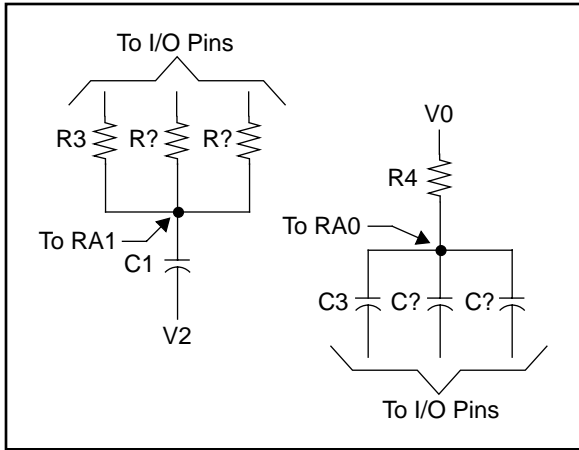 To I/O Pins
R3 R? R?
To RA1
C1
V2
V0
R4
To RA0
C3 C? C?
To I/O Pins